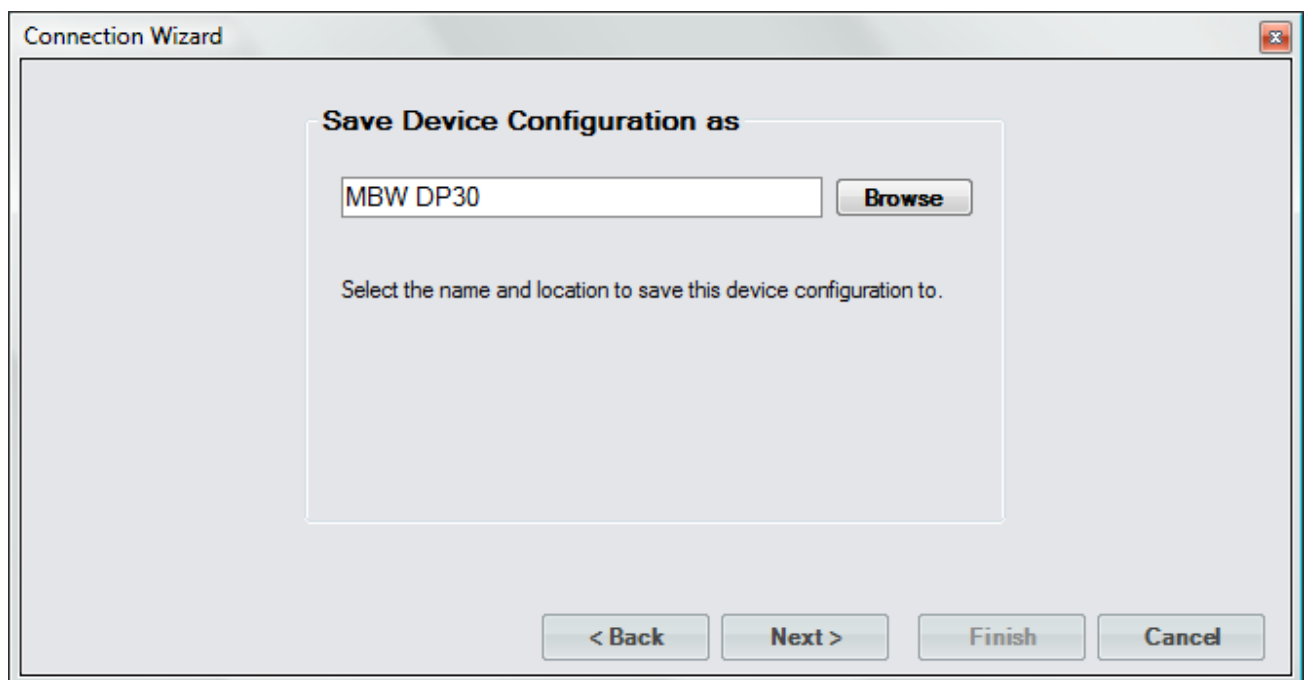 Connection Wizard
Save Device Configuration as
MBW DP30
Browse
Select the name and location to save this device configuration to.
< Back
Next >
Finish
Cancel